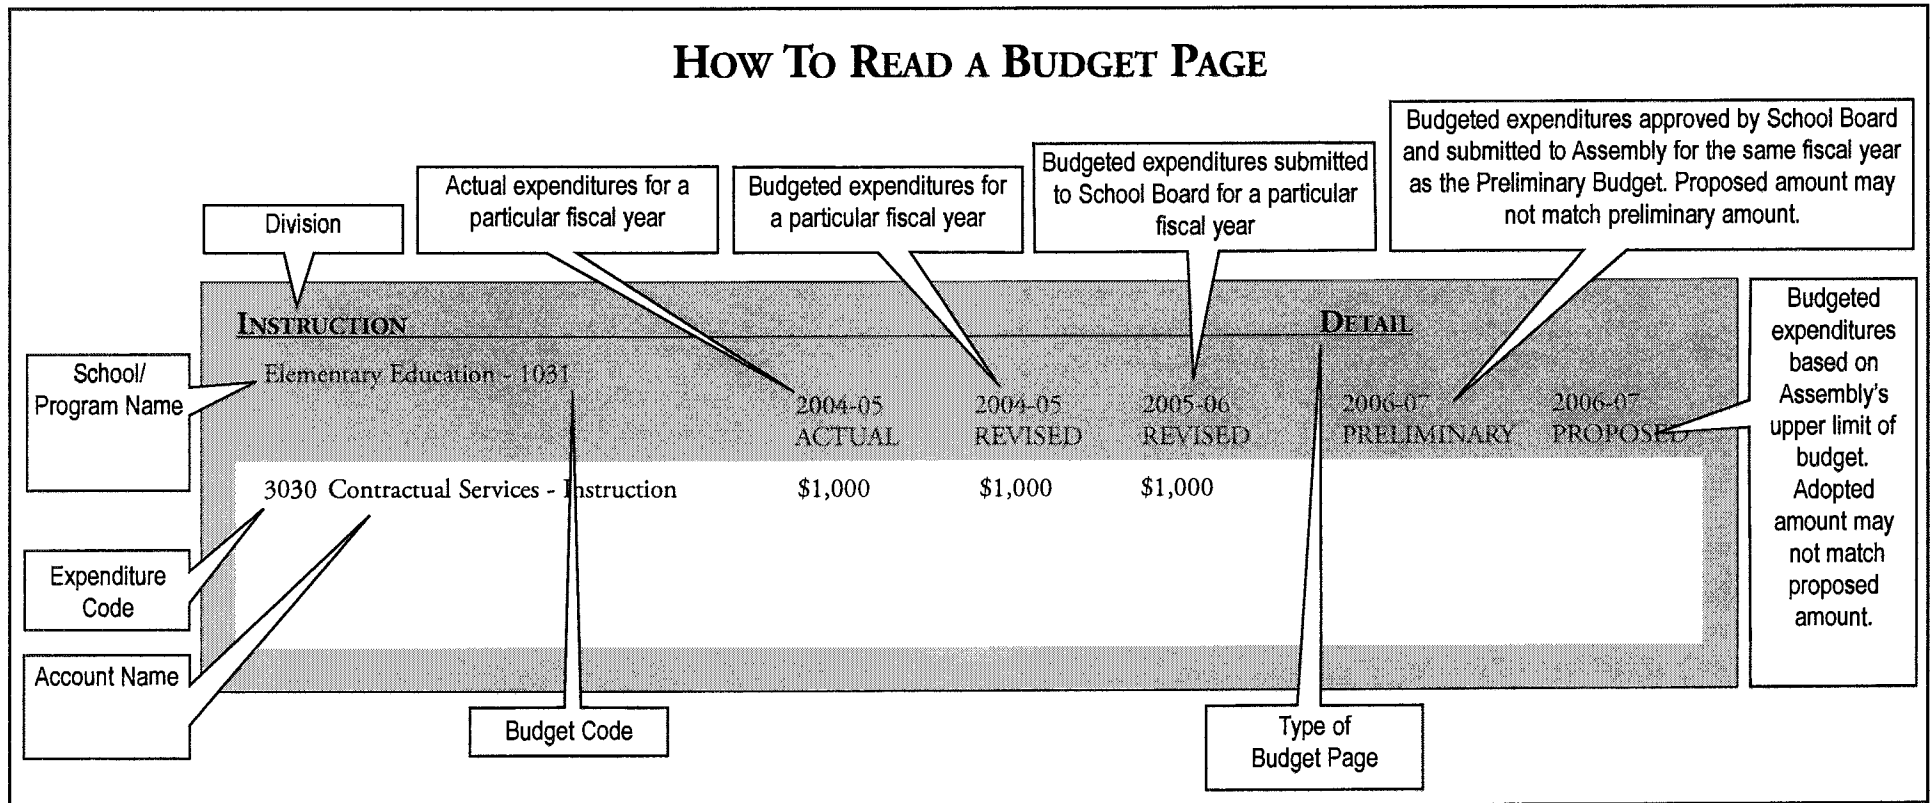 HOW TO READ A BUDGET PAGE
Budgeted expenditures approved by School Board
and submitted to Assembly for the same fiscal year
as the Preliminary Budget. Proposed amount may
not match preliminary amount.
Budgeted expenditures submitted
to School Board for a particular
fiscal year
Budgeted expenditures for
a particular fiscal year
Actual expenditures for a
particular fiscal year
Division
INSTRUCTION
DETAIL
Budgeted
expenditures
based on
Assembly's
upper limit of
budget.
Adopted
amount may
not match
proposed
amount.
School/
Program Name
Elementary Education - 1031
2004-05 2004-05 2005-06 2006-07 2006-07
ACTUAL REVISED REVISED PRELIMINARY PROPOSED
3030 Contractual Services - Instruction $1,000 $1,000 $1,000
Expenditure
Code
Account Name
Budget Code
Type of
Budget Page